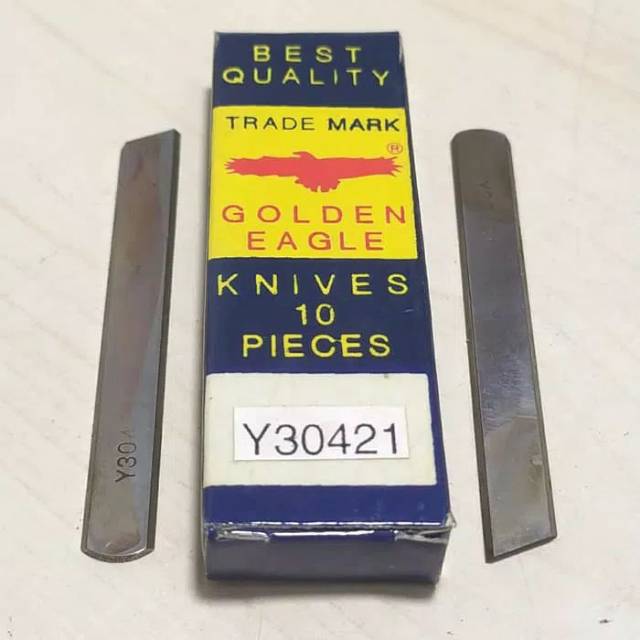 BEST
QUALITY
TRADE MARK
®
GOLDEN
EAGLE
KNIVES
10
PIECES
Y30421
Y30